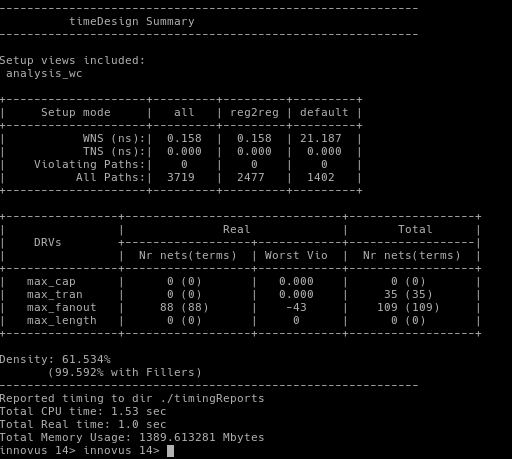 ------------------------------------------------------------
          timeDesign Summary
------------------------------------------------------------

Setup views included:
 analysis_wc

+--------------------+---------+---------+---------+
|     Setup mode     |   all   | reg2reg | default |
+--------------------+---------+---------+---------+
|           WNS (ns):|  0.158  |  0.158  | 21.187  |
|           TNS (ns):|  0.000  |  0.000  |  0.000  |
|    Violating Paths:|    0    |    0    |    0    |
|          All Paths:|  3719   |  2477   |  1402   |
+--------------------+---------+---------+---------+

+----------------+-------------------------------+------------------+
|                |              Real             |       Total      |
|    DRVs        +------------------+------------+------------------|
|                |  Nr nets(terms)  | Worst Vio  |  Nr nets(terms)  |
+----------------+------------------+------------+------------------+
|   max_cap      |      0 (0)       |   0.000    |      0 (0)       |
|   max_tran     |      0 (0)       |   0.000    |     35 (35)      |
|   max_fanout   |     88 (88)      |    -43     |    109 (109)     |
|   max_length   |      0 (0)       |     0      |      0 (0)       |
+----------------+------------------+------------+------------------+

Density: 61.534%
       (99.592% with Fillers)
------------------------------------------------------------
Reported timing to dir ./timingReports
Total CPU time: 1.53 sec
Total Real time: 1.0 sec
Total Memory Usage: 1389.613281 Mbytes
innovus 14> innovus 14>